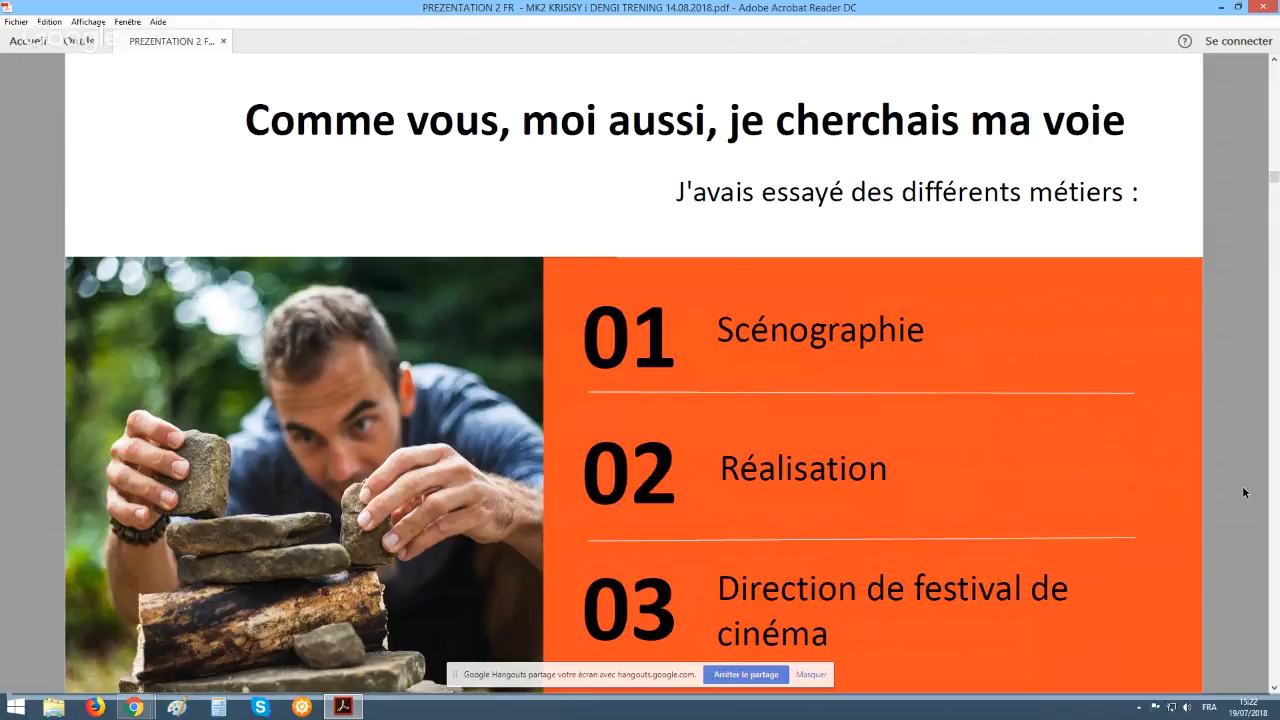 PREZENTATION 2 FR - MK2 KRISISY i DENGI TRENING 14.08.2018.pdf - Adobe Acrobat Reader DC
Fichier Edition Affichage Fenêtre Aide
Accueil Outils PREZENTATION 2 F... × ? Se connecter
Google
Comme vous, moi aussi, je cherchais ma voie
J'avais essayé des différents métiers :
01 Scénographie
02 Réalisation
03 Direction de festival de
cinéma
Google Hangouts partage votre écran avec hangouts.google.com. Arrêter le partage Masquer
FRA 15:22
19/07/2018